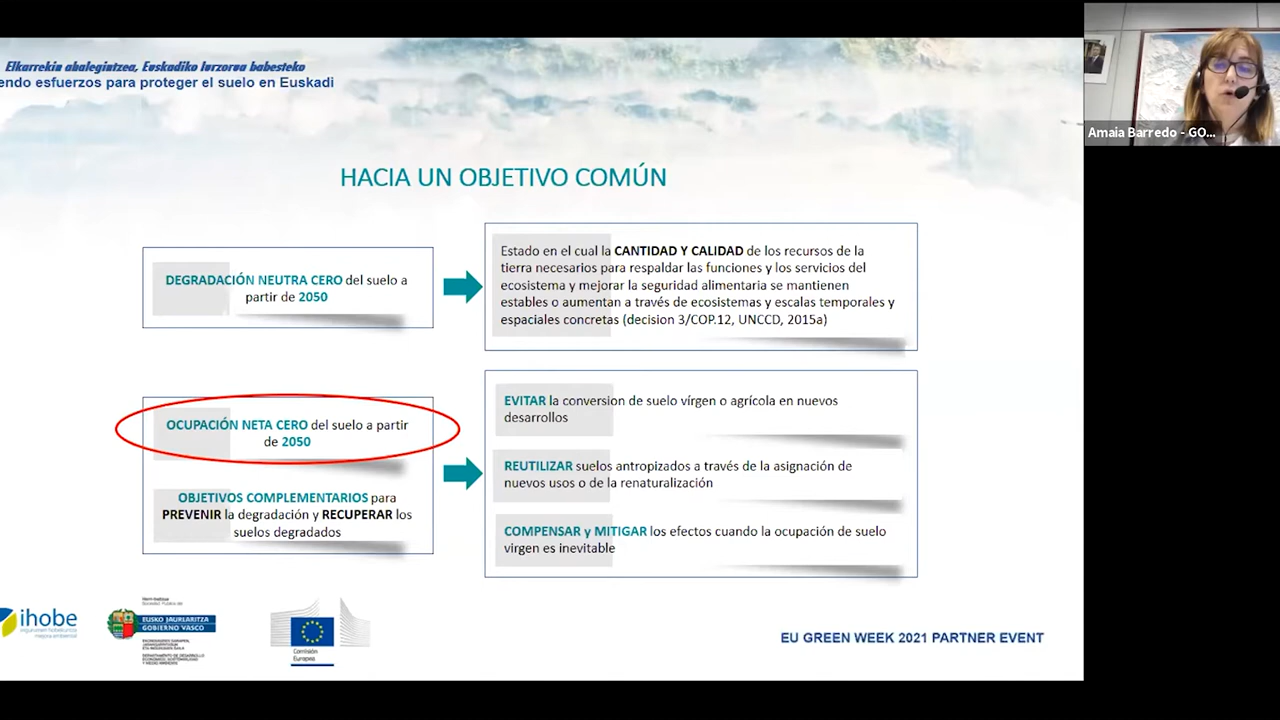 Elkarrekin ahalegintzea, Euskadiko lurzorua babesteko
endo esfuerzos para proteger el suelo en Euskadi
Amaia Barredo - GO...
HACIA UN OBJETIVO COMÚN
DEGRADACIÓN NEUTRA CERO del suelo a
partir de 2050
Estado en el cual la CANTIDAD Y CALIDAD de los recursos de la
tierra necesarios para respaldar las funciones y los servicios del
ecosistema y mejorar la seguridad alimentaria se mantienen
estables o aumentan a través de ecosistemas y escalas temporales y
espaciales concretas (decision 3/COP.12, UNCCD, 2015a)
OCUPACIÓN NETA CERO del suelo a partir
de 2050
OBJETIVOS COMPLEMENTARIOS para
PREVENIR la degradación y RECUPERAR los
suelos degradados
EVITAR la conversion de suelo vírgen o agrícola en nuevos
desarrollos
REUTILIZAR suelos antropizados a través de la asignación de
nuevos usos o de la renaturalización
COMPENSAR y MITIGAR los efectos cuando la ocupación de suelo
virgen es inevitable
ihobe
EUSKO JAURLARITZA
GOBIERNO VASCO
Comisión
Europea
EU GREEN WEEK 2021 PARTNER EVENT